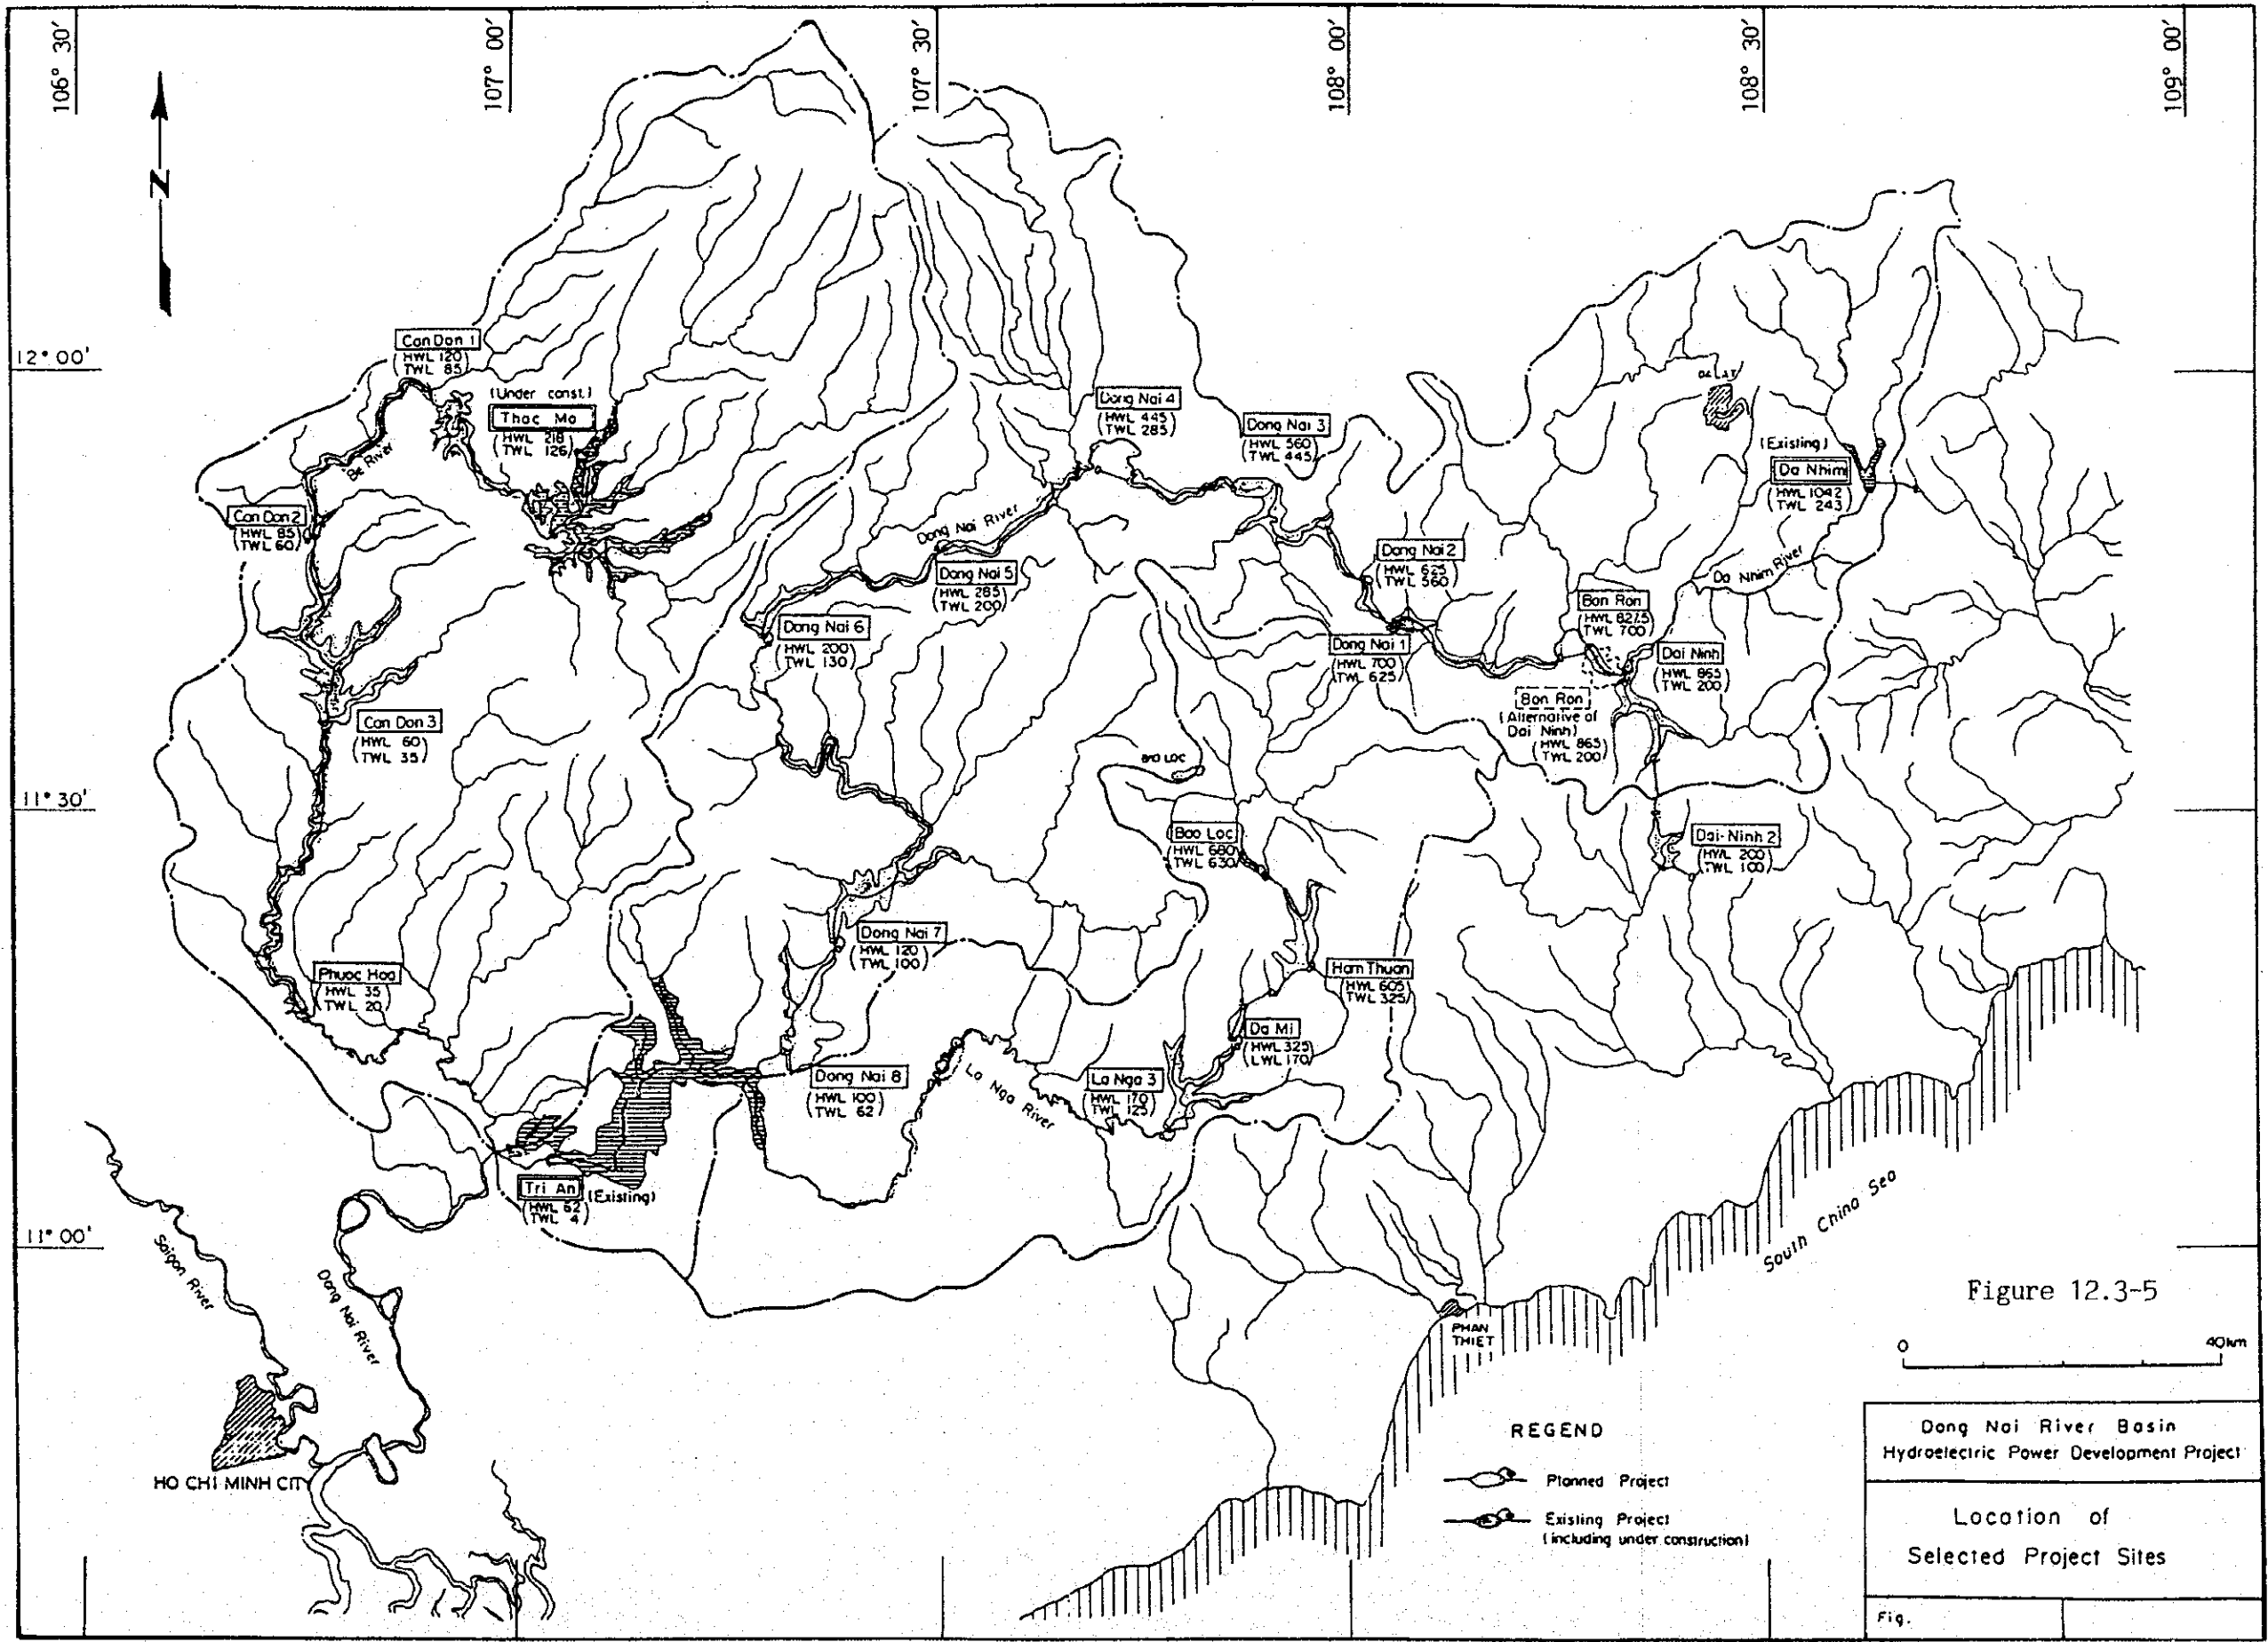 106° 30'
107° 00'
107° 30'
108° 00'
108° 30'
109° 00'
N
12° 00'
11° 30'
11° 00'
Can Don 1
(HWL 120)
(TWL 85)
(Under const.)
Thac Mo
(HWL 218)
(TWL 126)
Be River
Can Don 2
(HWL 85)
(TWL 60)
Can Don 3
(HWL 60)
(TWL 35)
Phuoc Hoa
(HWL 35)
(TWL 20)
Dong Nai 4
(HWL 445)
(TWL 285)
Dong Nai 3
(HWL 560)
(TWL 445)
Dong Nai River
Dong Nai 5
(HWL 285)
(TWL 200)
Dong Nai 6
(HWL 200)
(TWL 130)
Dong Nai 2
(HWL 625)
(TWL 560)
Dong Nai 1
(HWL 700)
(TWL 625)
DALAT
(Existing)
Da Nhim
(HWL 1042)
(TWL 243)
Da Nhim River
Bon Ron
(HWL 827.5)
(TWL 700)
Dai Ninh
(HWL 865)
(TWL 200)
Bon Ron
(Alternative of
Dai Ninh)
(HWL 865)
(TWL 200)
BAO LOC
Bao Loc
(HWL 680)
(TWL 630)
Dai-Ninh 2
(HWL 200)
(TWL 100)
Dong Nai 7
(HWL 120)
(TWL 100)
Ham Thuan
(HWL 605)
(TWL 325)
Da Mi
(HWL 325)
(LWL 170)
Dong Nai 8
(HWL 100)
(TWL 62)
La Nga River
La Nga 3
(HWL 170)
(TWL 125)
Tri An
(Existing)
(HWL 62)
(TWL 4)
Saigon River
Dong Nai River
South China Sea
PHAN
THIET
HO CHI MINH CITY
Figure 12.3-5
0 40km
REGEND
Planned Project
Existing Project
(including under construction)
Dong Nai River Basin
Hydroelectric Power Development Project
Location of
Selected Project Sites
Fig.